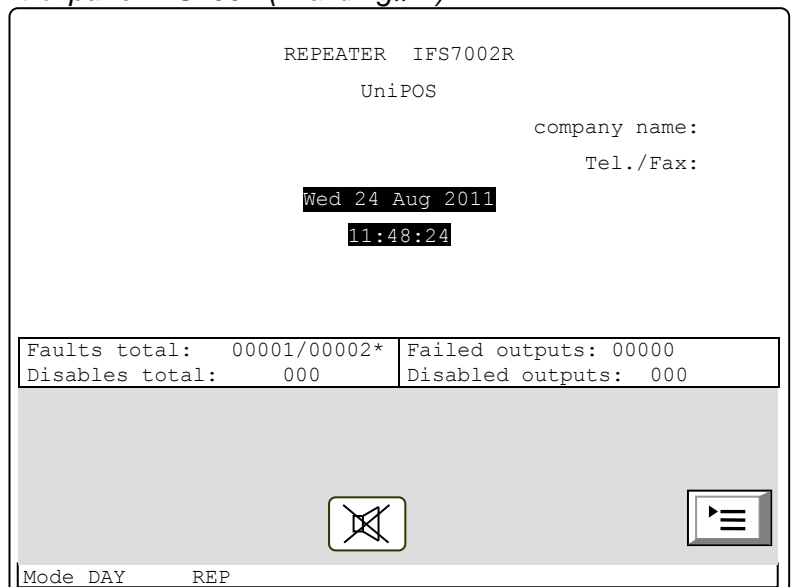 REPEATER IFS7002R
UniPOS
company name:
Tel./Fax:
Wed 24 Aug 2011
11:48:24
Faults total: 00001/00002* Failed outputs: 00000
Disables total: 000 Disabled outputs: 000
Mode DAY REP